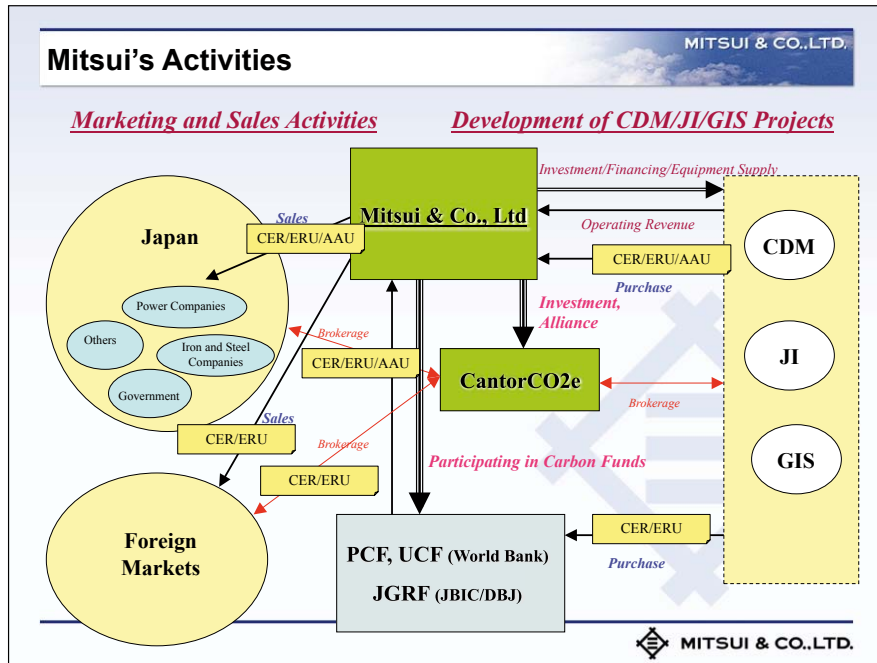 Mitsui's Activities
MITSUI & CO.,LTD.
Marketing and Sales Activities
Development of CDM/JI/GIS Projects
Investment/Financing/Equipment Supply
Mitsui & Co., Ltd
Sales
CER/ERU/AAU
Japan
Operating Revenue
CDM
CER/ERU/AAU
Purchase
Power Companies
Others
Iron and Steel
Companies
Government
Brokerage
CER/ERU/AAU
Investment,
Alliance
CantorCO2e
Brokerage
JI
Sales
CER/ERU
Brokerage
CER/ERU
Participating in Carbon Funds
GIS
Foreign
Markets
PCF, UCF (World Bank)
JGRF (JBIC/DBJ)
CER/ERU
Purchase
MITSUI & CO.,LTD.